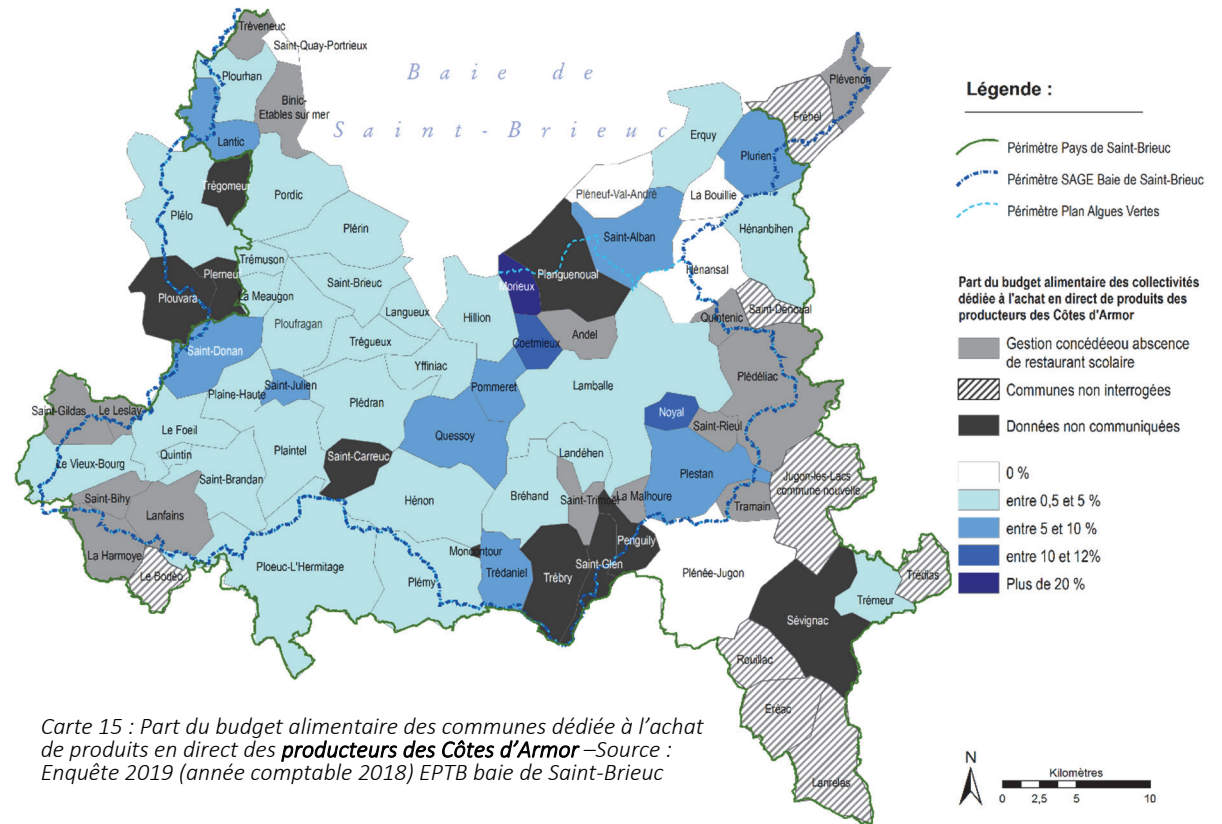 Tréveneuc
Saint-Quay-Portrieux
Plourhan
Binic-
Etables sur mer
Lantic
Baie de
Saint-Brieuc
Plévenon
Fréhel
Erquy
Plurien
Trégomeur
Pordic
Plélo
Plérin
Pléneuf-Val-André
La Bouillie
Saint-Alban
Hénanbihen
Trémuson
Planguenoual
Hénansal
Plerneuf
Plouvara
La Meaugon
Saint-Brieuc
Morieux
Saint-Dénoual
Ploufragan
Langueux
Hillion
Quintenic
Trégueux
Coetmieux
Andel
Saint-Donan
Yffiniac
Plédéliac
Plaine-Haute
Saint-Julien
Pommeret
Lamballe
Plédran
Saint-Gildas
Le Leslay
Noyal
Saint-Rieul
Le Foeil
Quessoy
Quintin
Plaintel
Saint-Carreuc
Landéhen
Le Vieux-Bourg
Saint-Brandan
Plestan
Jugon-les-Lacs
commune nouvelle
Saint-Bihy
Hénon
Bréhand
Saint-Trimoël
La Malhoure
Tramain
Lanfains
La Harmoye
Moncontour
Penguily
Saint-Glen
Le Bodéo
Ploeuc-L'Hermitage
Plémy
Trédaniel
Trébry
Plénée-Jugon
Trédias
Trémeur
Sévignac
Rouillac
Eréac
Lanrelas
Légende :
Périmètre Pays de Saint-Brieuc
Périmètre SAGE Baie de Saint-Brieuc
Périmètre Plan Algues Vertes
Part du budget alimentaire des collectivités
dédiée à l'achat en direct de produits des
producteurs des Côtes d'Armor
Gestion concédéeou abscence
de restaurant scolaire
Communes non interrogées
Données non communiquées
0 %
entre 0,5 et 5 %
entre 5 et 10 %
entre 10 et 12%
Plus de 20 %
Carte 15 : Part du budget alimentaire des communes dédiée à l’achat
de produits en direct des producteurs des Côtes d’Armor –Source :
Enquête 2019 (année comptable 2018) EPTB baie de Saint-Brieuc
N
Kilomètres
0 2,5 5 10